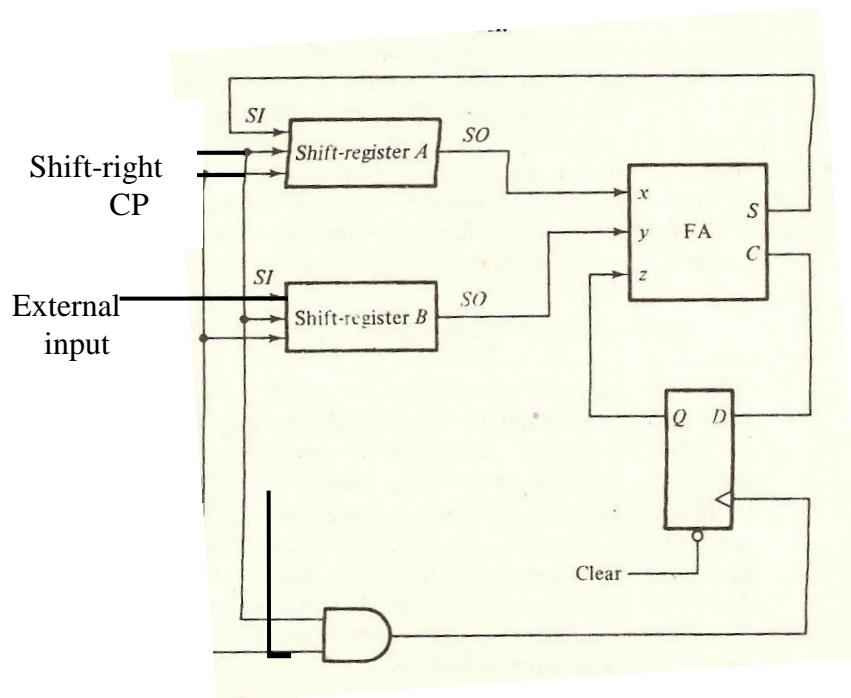 SI
Shift-register A
SO
Shift-right
CP
x
y
z
FA
S
C
SI
External
input
Shift-register B
SO
Q D
Clear